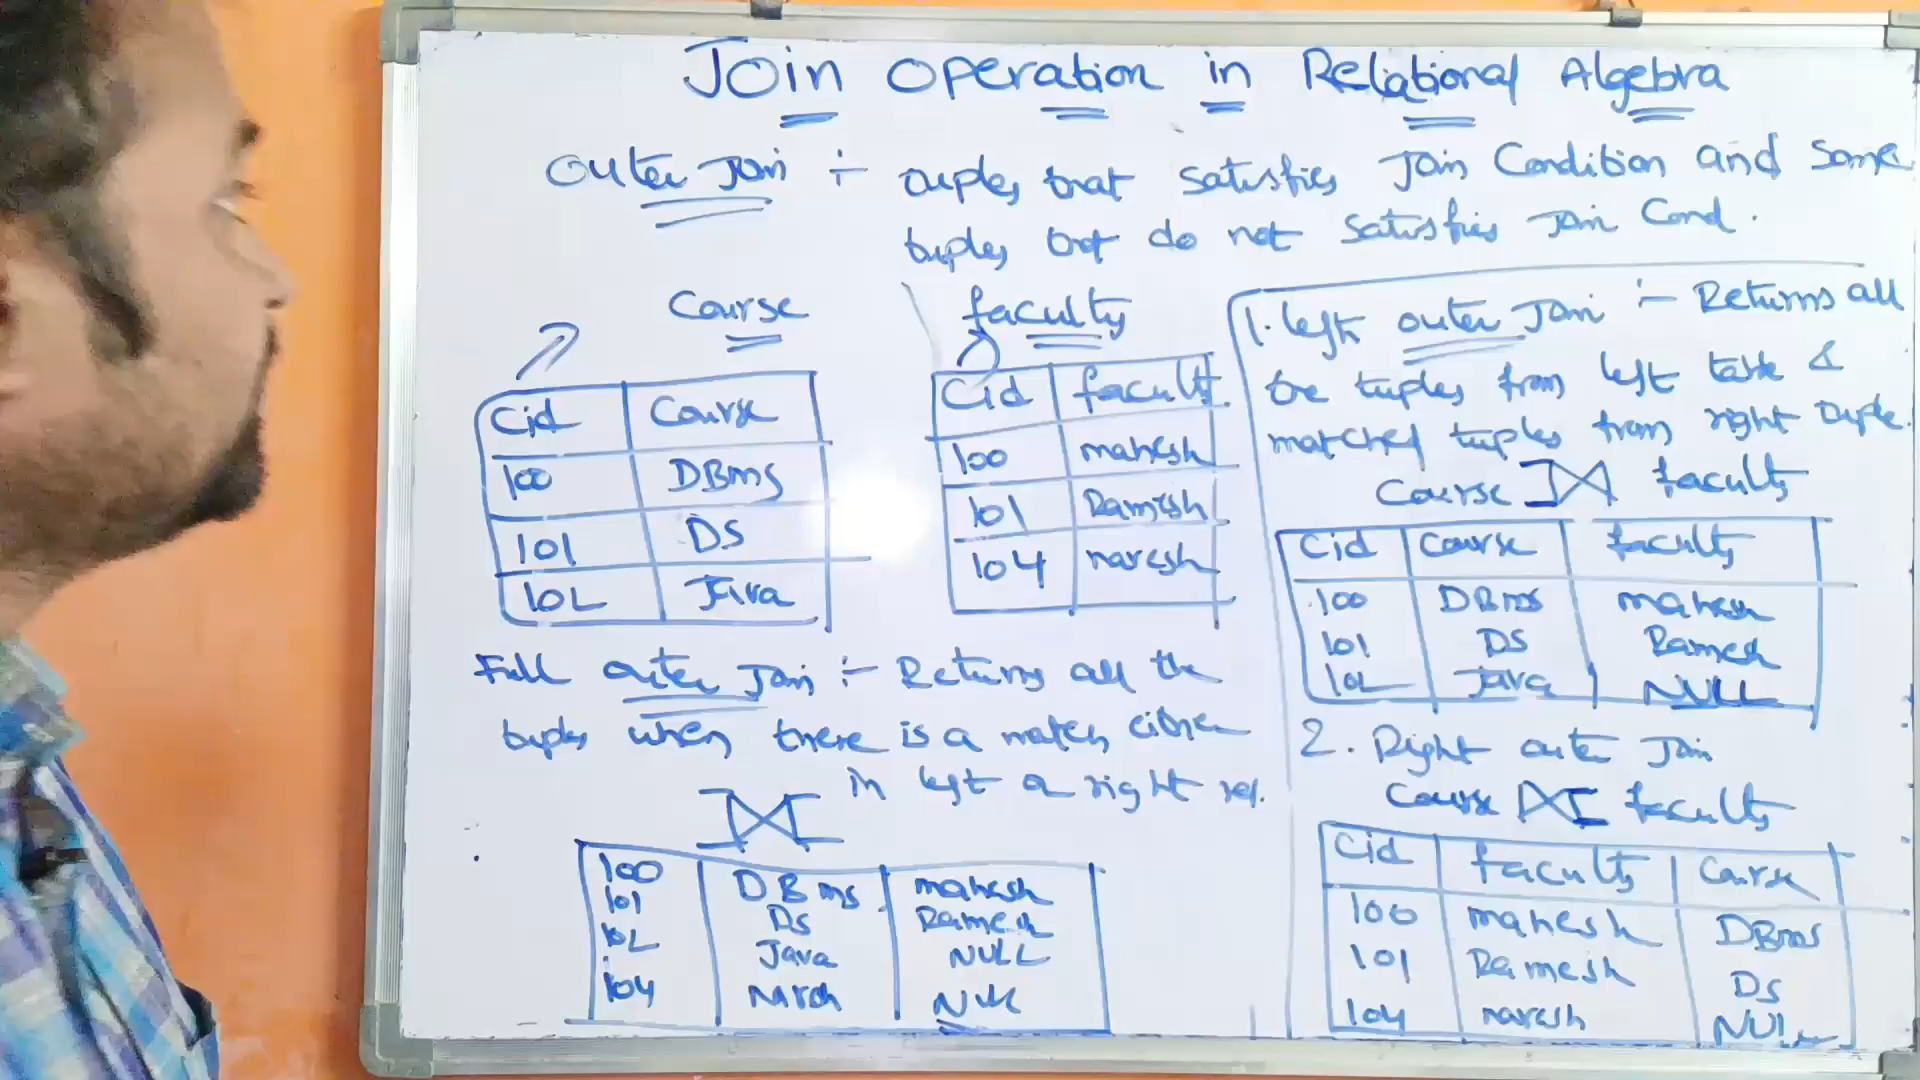 Join Operation in Relational Algebra
Outer Join :- tuples that satisfies Join Condition and some
tuples that do not satisfies Join Cond.
Course
Cid Course
100 DBMS
101 DS
102 Java
faculty
Cid faculty
100 mahesh
101 Ramesh
104 naresh
1. left outer Join :- Returns all
the tuples from left table &
matched tuples from right tuple.
Course ⟕ faculty
Cid Course faculty
100 DBMS mahesh
101 DS Ramesh
102 Java NULL
Full outer Join :- Returns all the
tuples when there is a match either
in left or right rel.
⟗
100 DBMS mahesh
101 DS Ramesh
102 Java NULL
104 NULL
2. Right outer Join
Course ⟖ faculty
Cid faculty Course
100 mahesh DBMS
101 Ramesh DS
104 naresh NULL